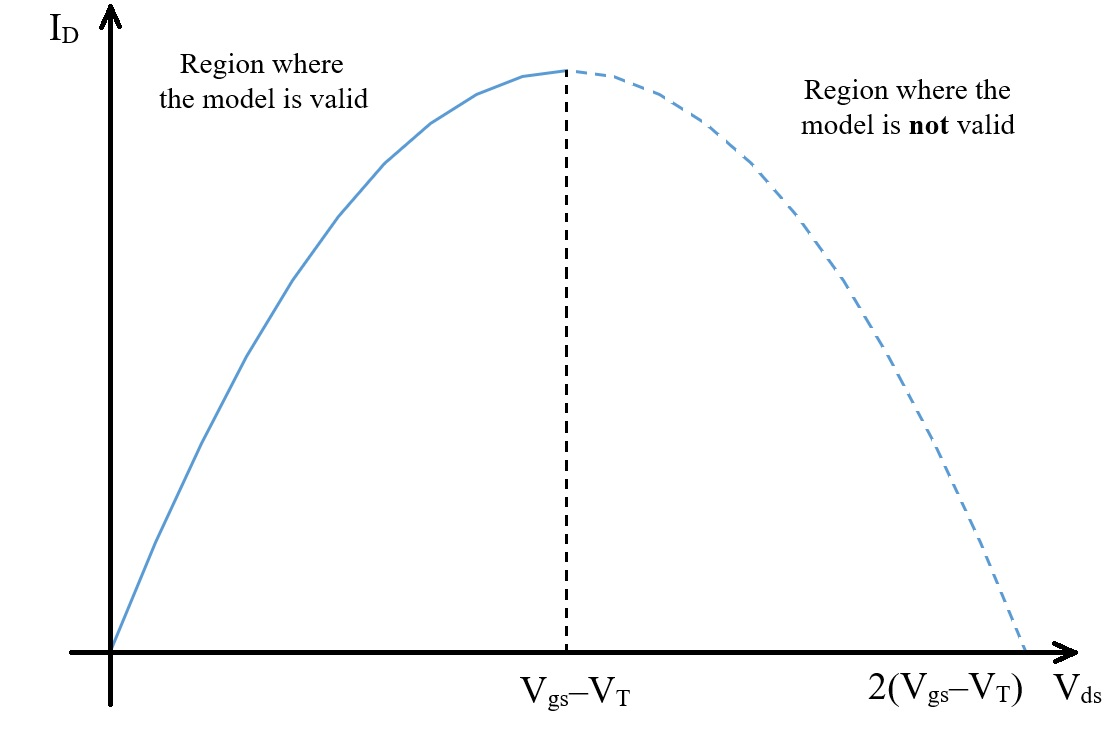 I_D
Region where
the model is valid
Region where the
model is not valid
V_gs–V_T
2(V_gs–V_T)
V_ds